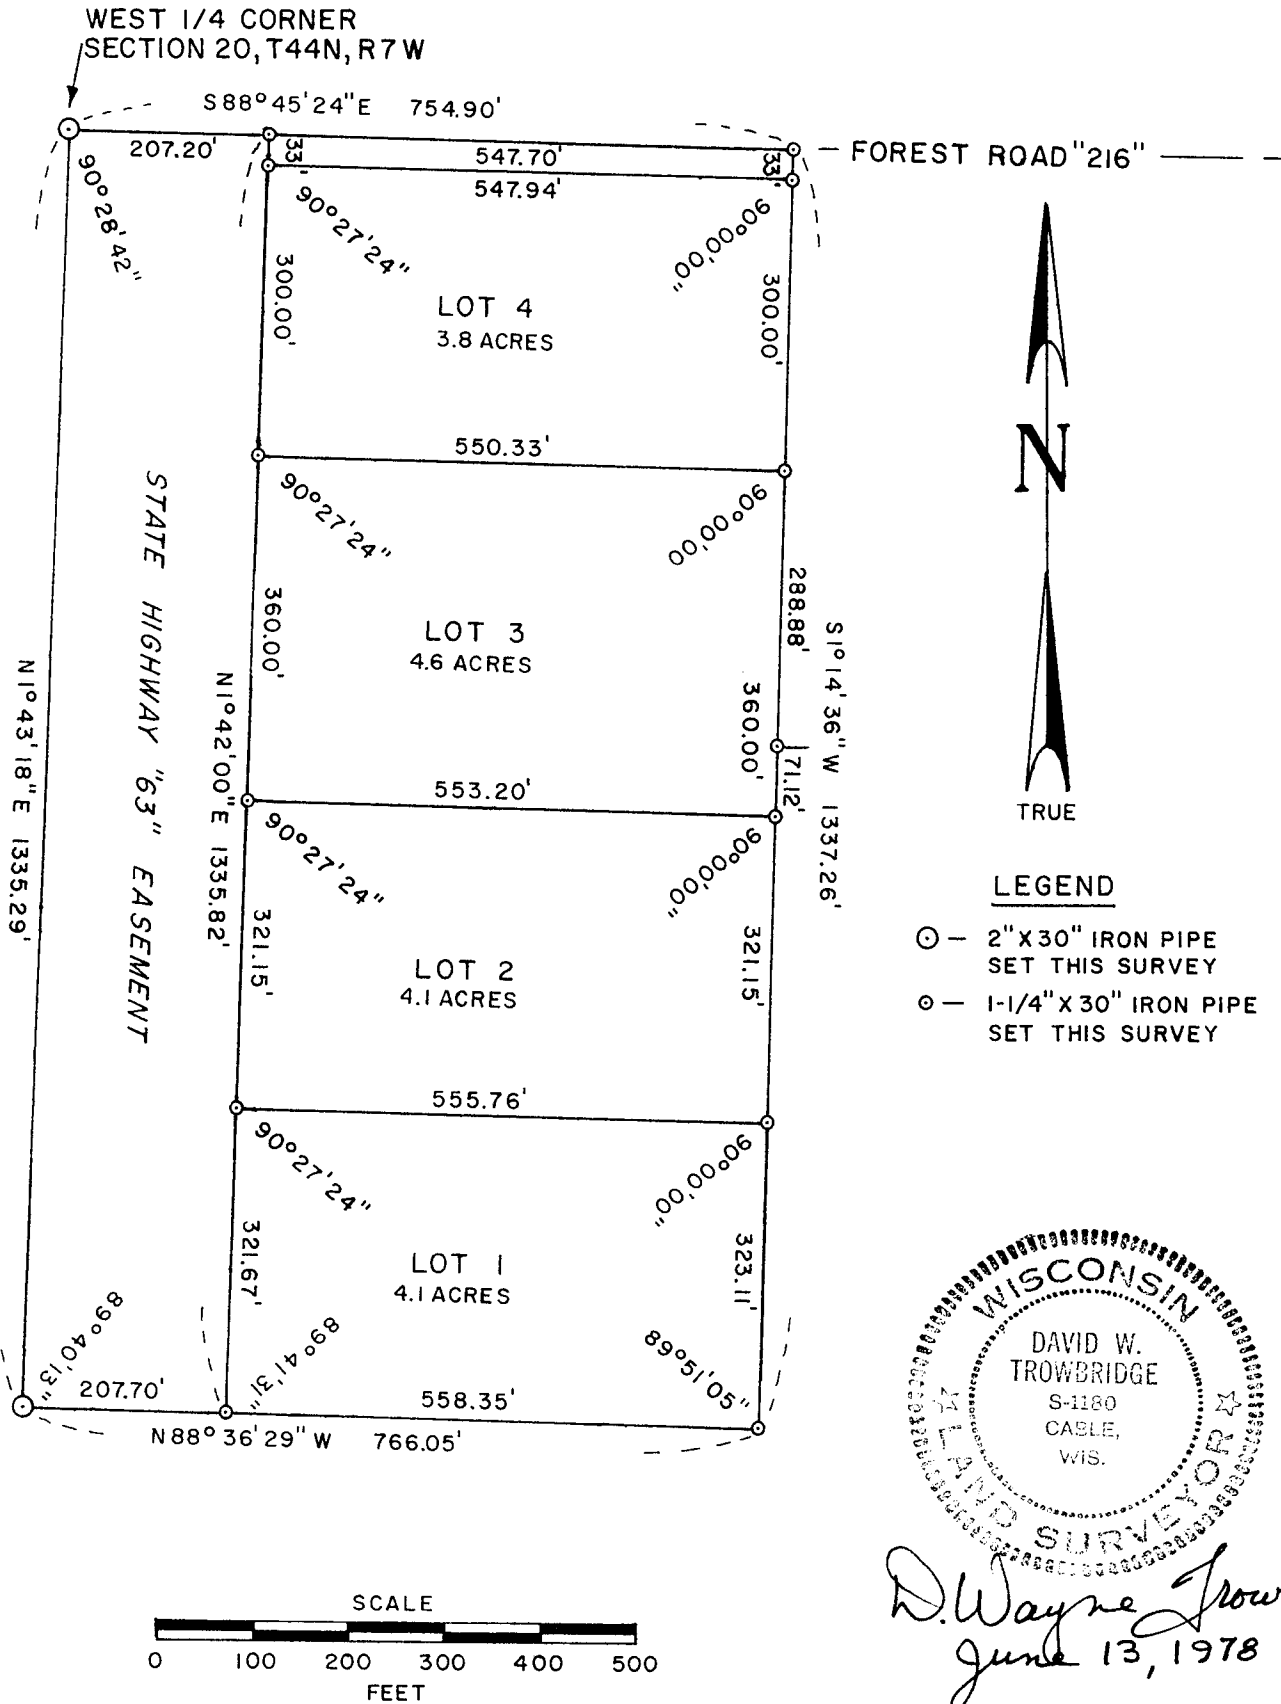 WEST 1/4 CORNER
SECTION 20, T44N, R7W
S88°45'24"E 754.90'
207.20'
33'
547.70'
547.94'
33'
FOREST ROAD "216"
90°28'42"
90°27'24"
90°00'00"
300.00'
LOT 4
3.8 ACRES
300.00'
550.33'
90°27'24"
90°00'00
STATE HIGHWAY "63" EASEMENT
N1°43'18"E 1335.29'
N1°42'00"E 1335.82'
360.00'
LOT 3
4.6 ACRES
288.88'
360.00'
71.12'
S1°14'36"W 1337.26'
N
TRUE
553.20'
90°27'24"
90°00'00"
321.15'
LOT 2
4.1 ACRES
321.15'
LEGEND
2"X30" IRON PIPE
SET THIS SURVEY
1-1/4"X30" IRON PIPE
SET THIS SURVEY
555.76'
90°27'24"
90°00'00"
321.67'
LOT 1
4.1 ACRES
323.11'
89°40'13"
89°41'31"
89°51'05"
207.70'
558.35'
N88°36'29"W 766.05'
WISCONSIN
DAVID W.
TROWBRIDGE
S-1180
CABLE,
WIS.
LAND SURVEYOR
D. Wayne Trow
June 13, 1978
SCALE
0 100 200 300 400 500
FEET